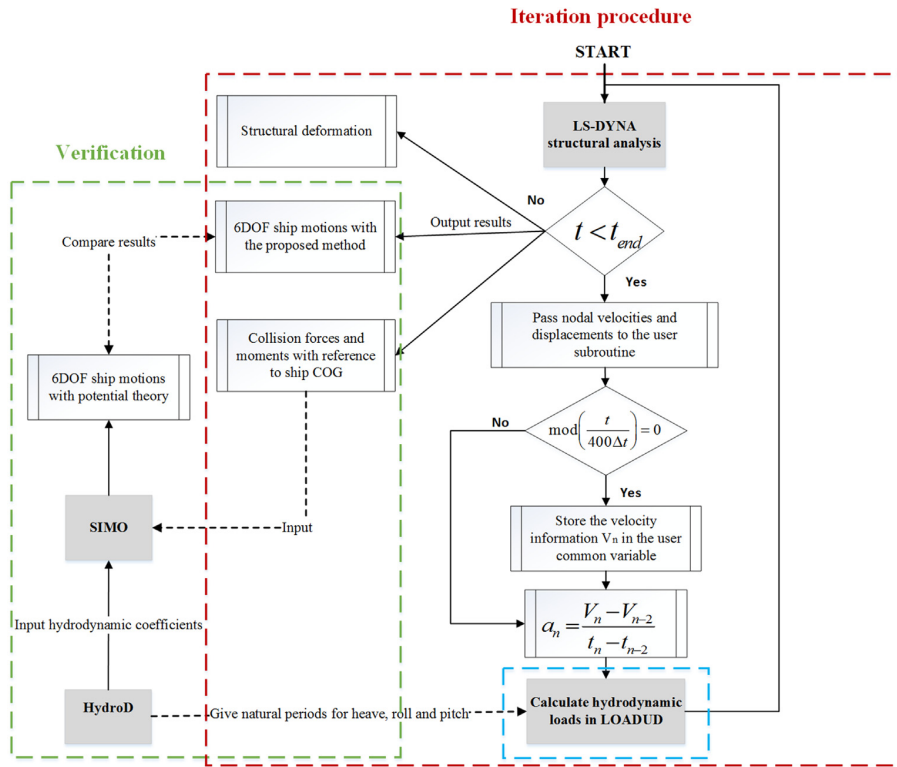 Iteration procedure
START
LS-DYNA
structural analysis
Structural deformation
Verification
No
t < t_end
Output results
6DOF ship motions with
the proposed method
Compare results
Yes
Pass nodal velocities and
displacements to the user
subroutine
Collision forces and
moments with reference
to ship COG
6DOF ship motions
with potential theory
No
mod(t/400Δt)=0
Yes
SIMO
Input
Store the velocity
information Vn in the user
common variable
Input hydrodynamic coefficients
a_n = (V_n − V_{n−2})/(t_n − t_{n−2})
HydroD
Give natural periods for heave, roll and pitch
Calculate hydrodynamic
loads in LOADUD